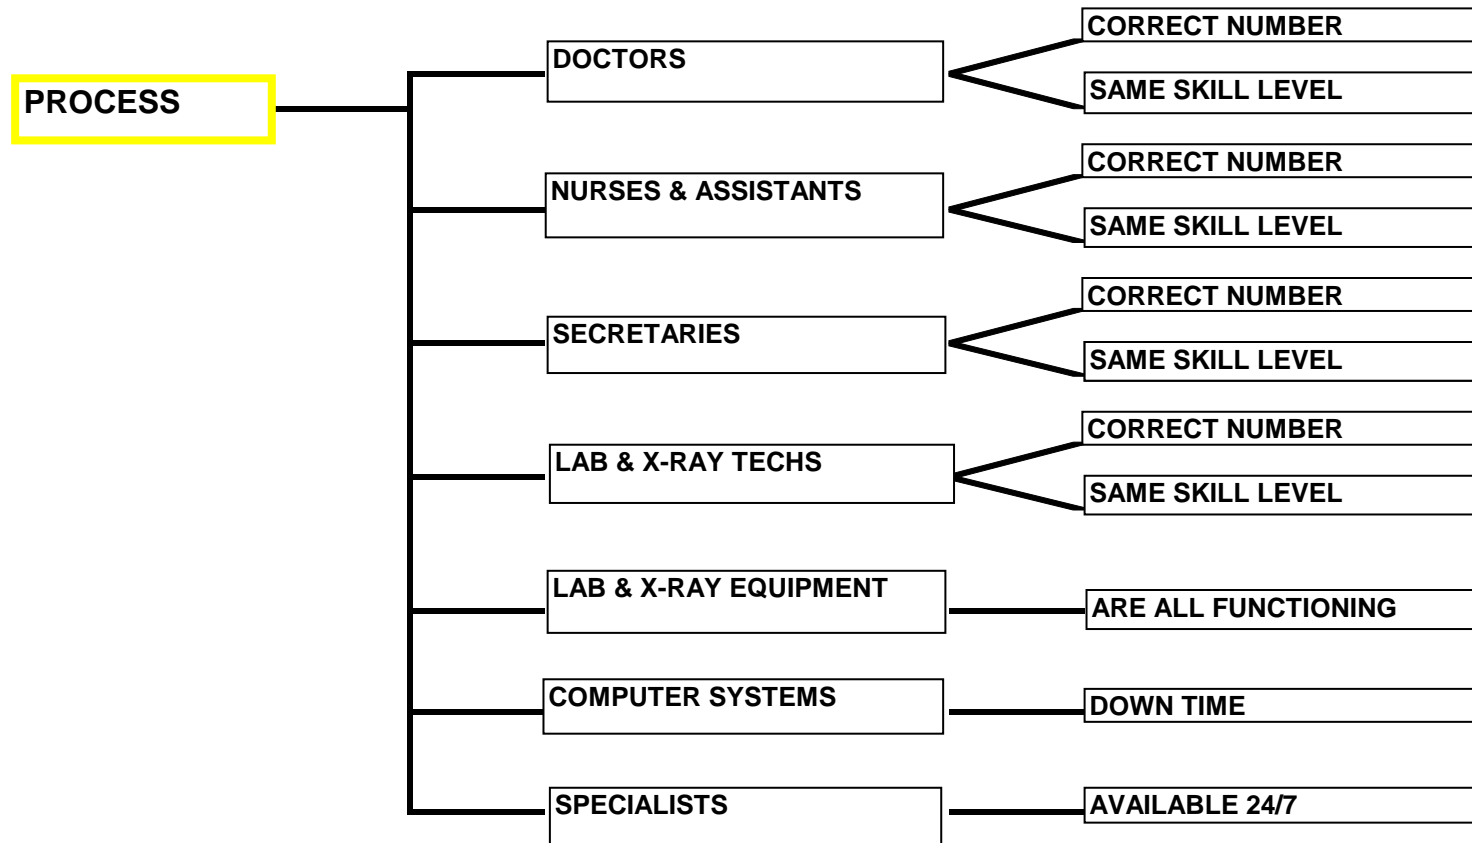 PROCESS
DOCTORS
CORRECT NUMBER
SAME SKILL LEVEL
NURSES & ASSISTANTS
CORRECT NUMBER
SAME SKILL LEVEL
SECRETARIES
CORRECT NUMBER
SAME SKILL LEVEL
LAB & X-RAY TECHS
CORRECT NUMBER
SAME SKILL LEVEL
LAB & X-RAY EQUIPMENT
ARE ALL FUNCTIONING
COMPUTER SYSTEMS
DOWN TIME
SPECIALISTS
AVAILABLE 24/7